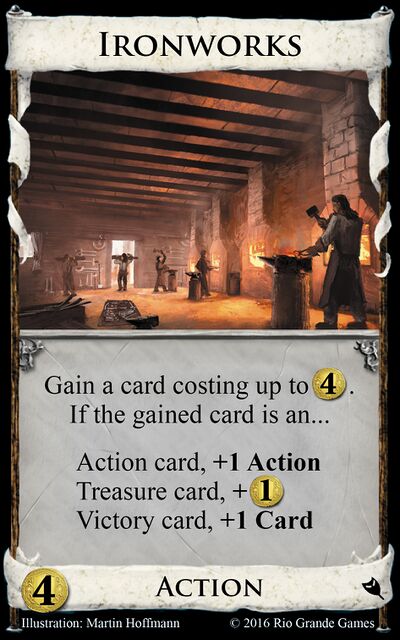 Ironworks
Gain a card costing up to 4.
If the gained card is an...
Action card, +1 Action
Treasure card, +1
Victory card, +1 Card
4
Action
Illustration: Martin Hoffmann
© 2016 Rio Grande Games